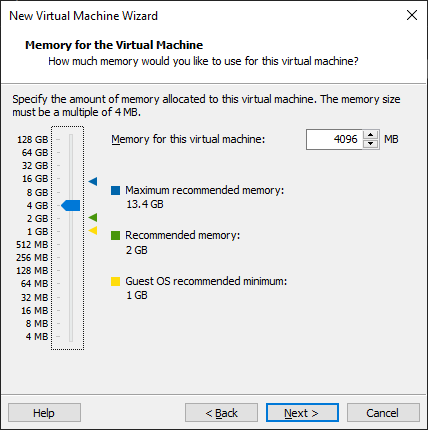 New Virtual Machine Wizard
Memory for the Virtual Machine
How much memory would you like to use for this virtual machine?
Specify the amount of memory allocated to this virtual machine. The memory size
must be a multiple of 4 MB.
128 GB
64 GB
32 GB
16 GB
8 GB
4 GB
2 GB
1 GB
512 MB
256 MB
128 MB
64 MB
32 MB
16 MB
8 MB
4 MB
Memory for this virtual machine: 4096 MB
Maximum recommended memory:
13.4 GB
Recommended memory:
2 GB
Guest OS recommended minimum:
1 GB
Help
< Back
Next >
Cancel